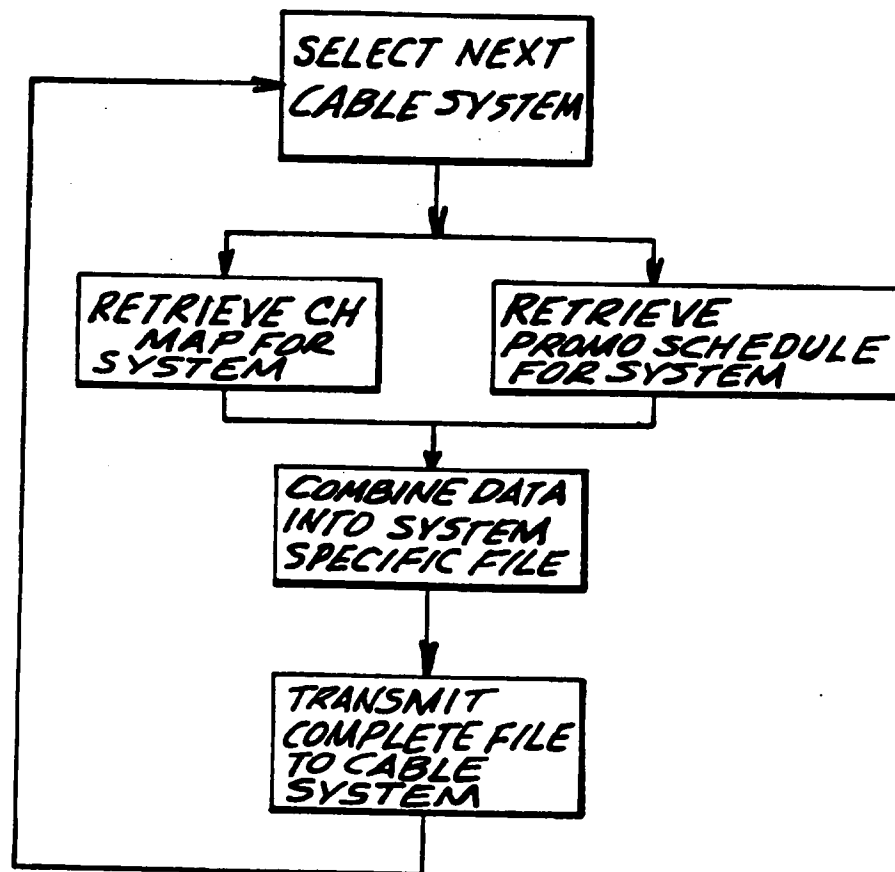 SELECT NEXT
CABLE SYSTEM
RETRIEVE CH
MAP FOR
SYSTEM
RETRIEVE
PROMO SCHEDULE
FOR SYSTEM
COMBINE DATA
INTO SYSTEM
SPECIFIC FILE
TRANSMIT
COMPLETE FILE
TO CABLE
SYSTEM